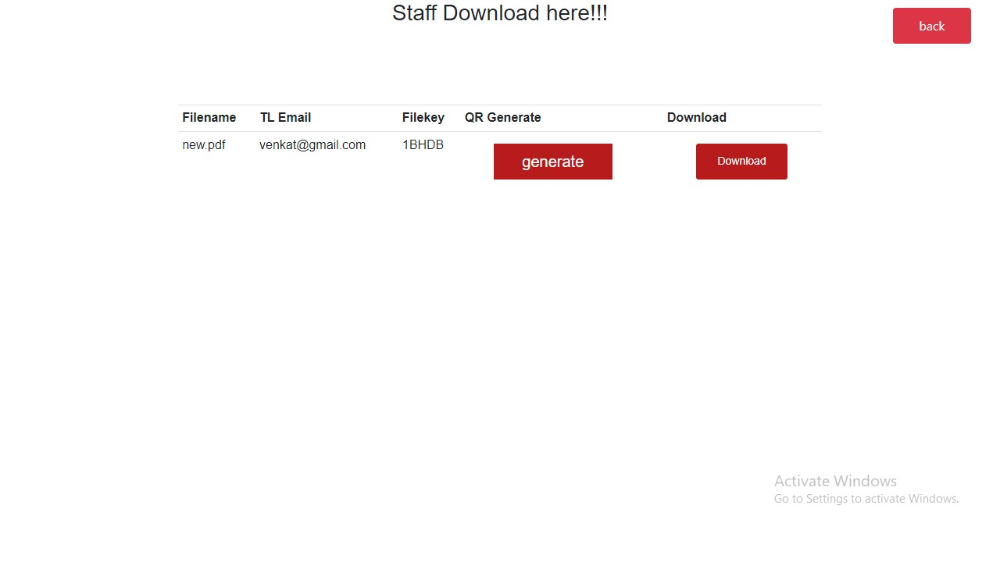 Staff Download here!!!
back
Filename TL Email Filekey QR Generate Download
new.pdf venkat@gmail.com 1BHDB generate Download
Activate Windows
Go to Settings to activate Windows.